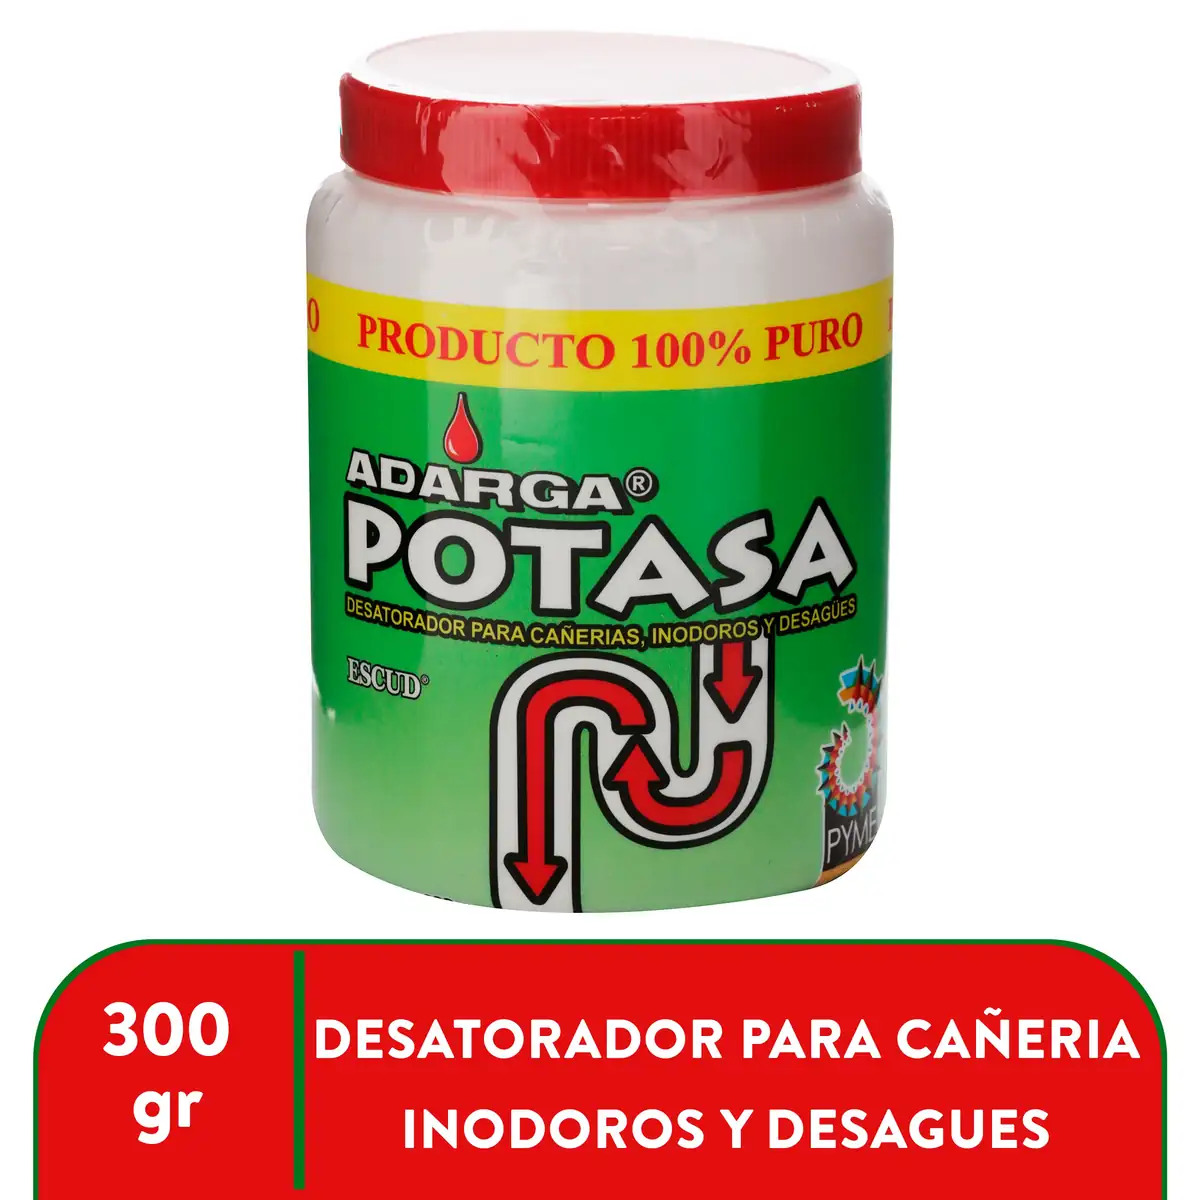 O PRODUCTO 100% PURO
ADARGA®
POTASA
DESATORADOR PARA CAÑERIAS, INODOROS Y DESAGÜES
ESCUD®
PYME
300
gr
DESATORADOR PARA CAÑERIA
INODOROS Y DESAGUES